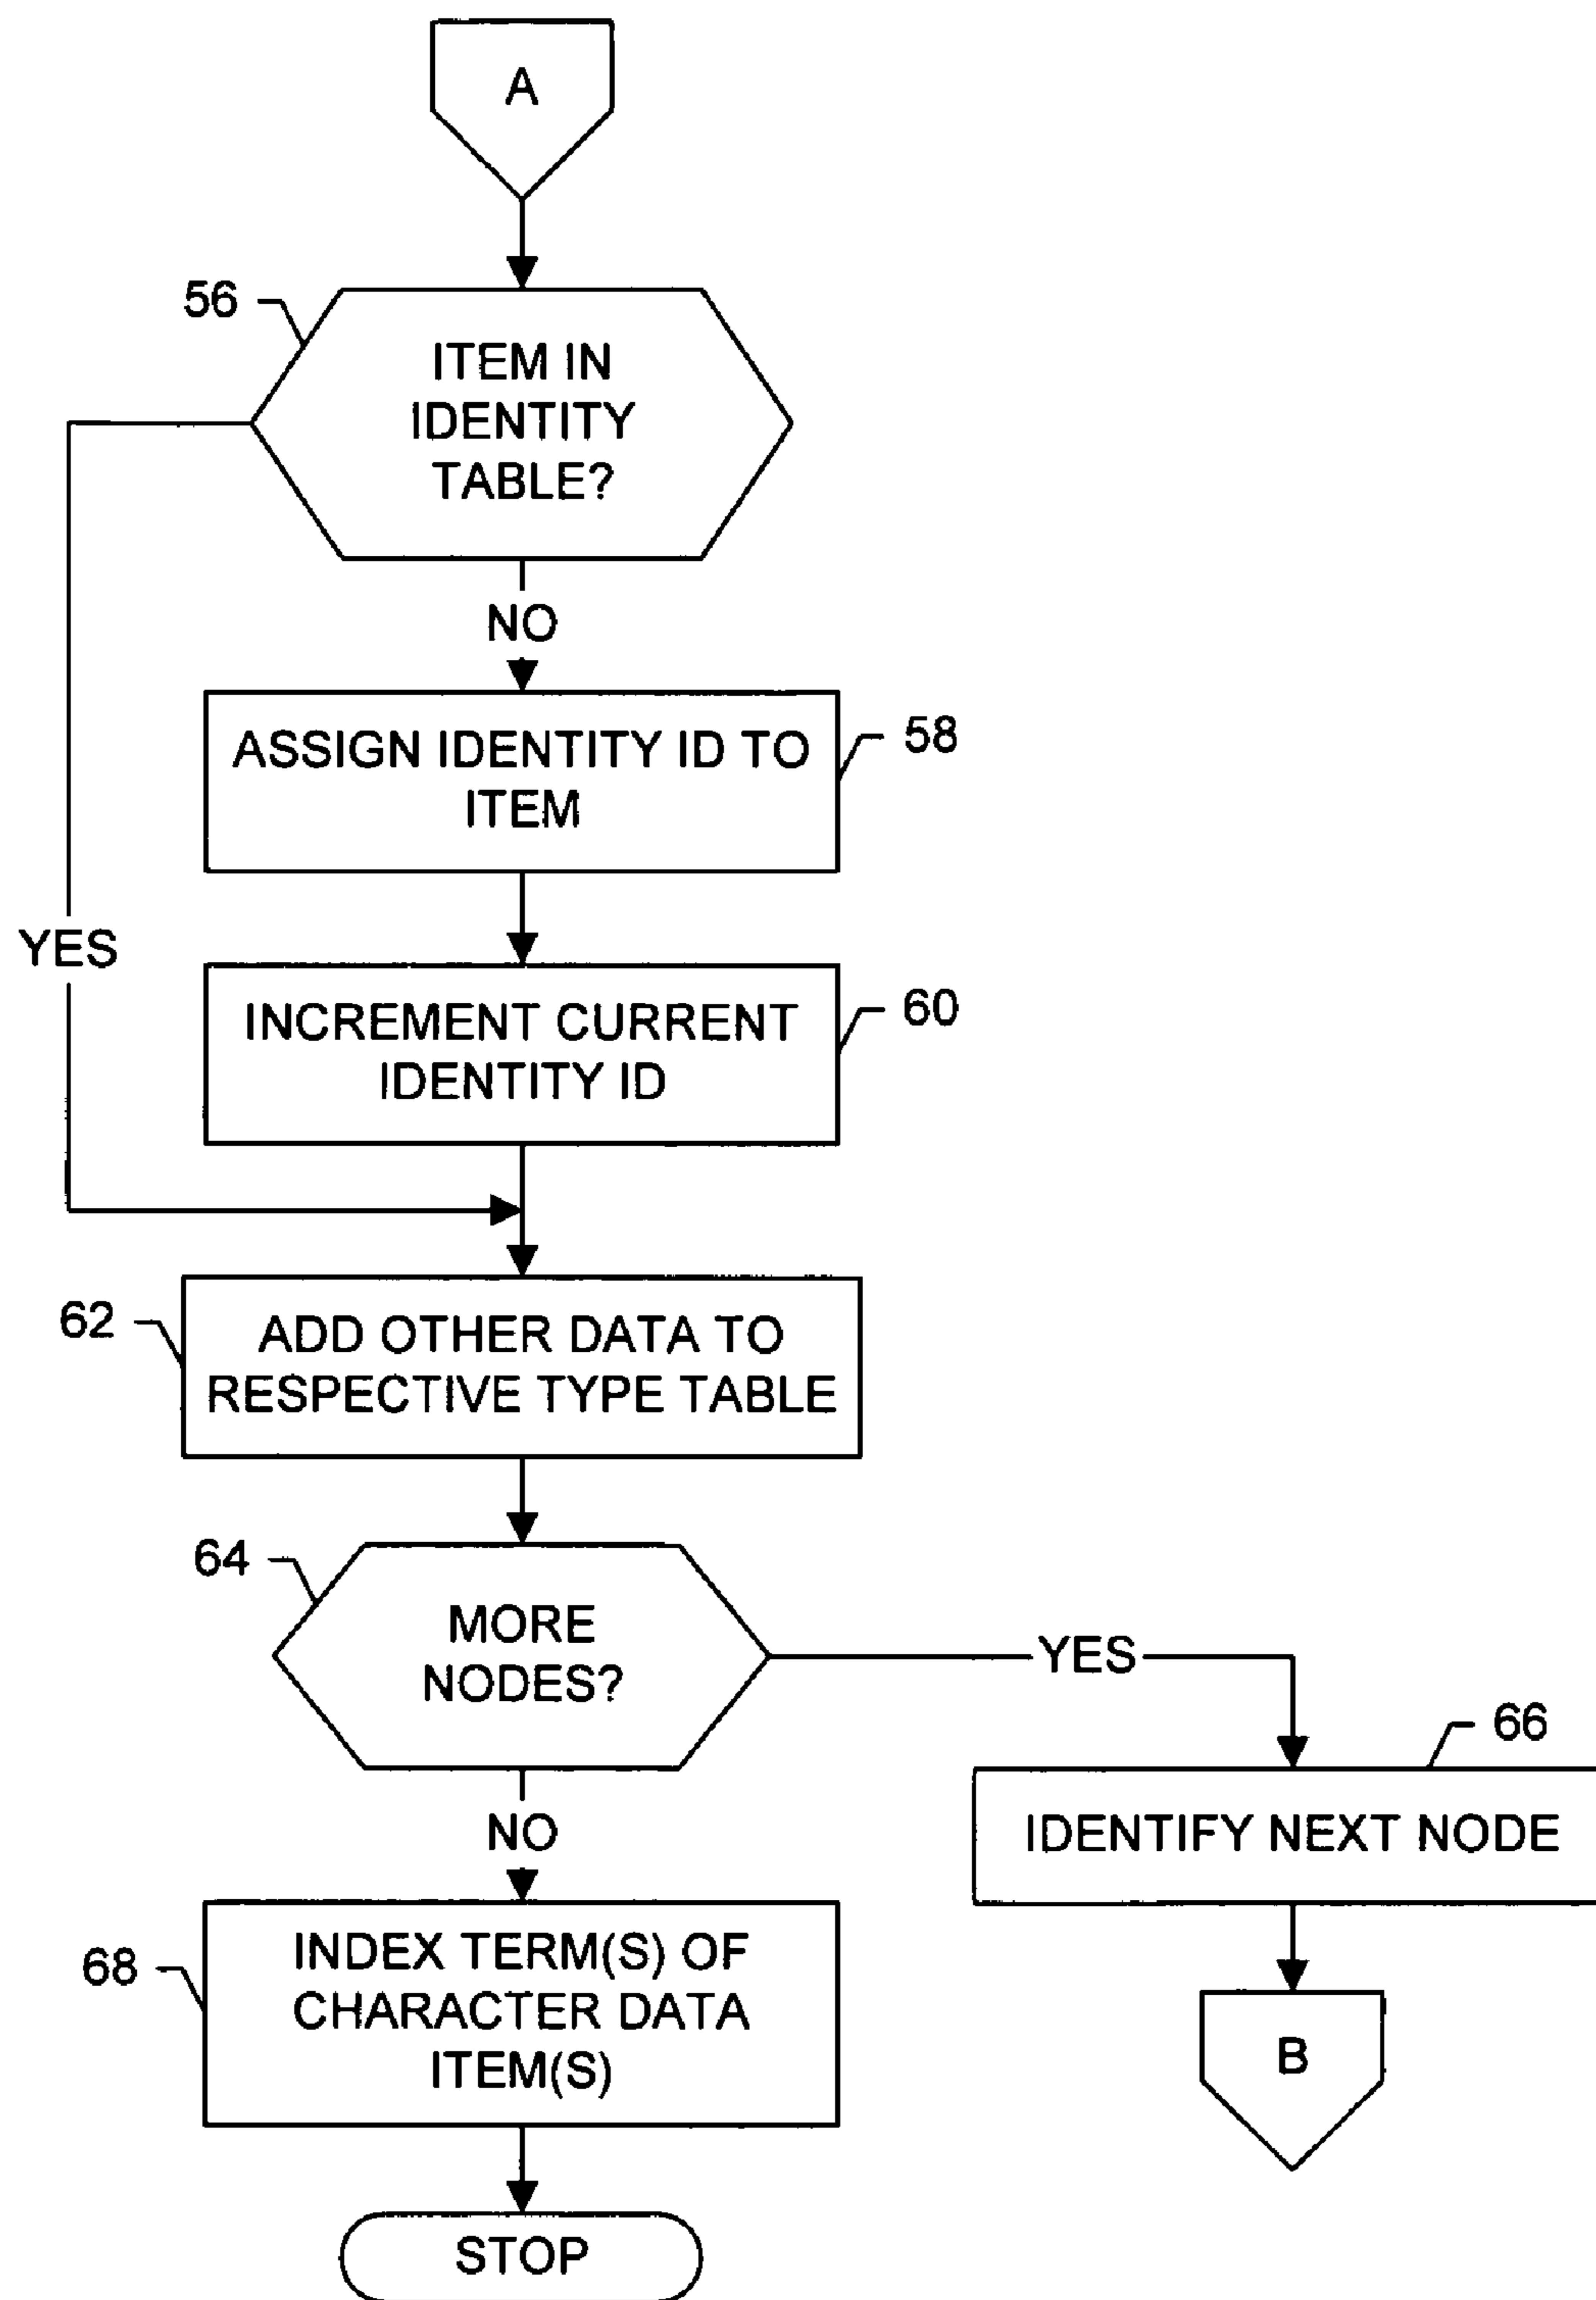 A
56
ITEM IN
IDENTITY
TABLE?
NO
ASSIGN IDENTITY ID TO
ITEM
58
YES
INCREMENT CURRENT
IDENTITY ID
60
62
ADD OTHER DATA TO
RESPECTIVE TYPE TABLE
64
MORE
NODES?
YES
66
IDENTIFY NEXT NODE
NO
68
INDEX TERM(S) OF
CHARACTER DATA
ITEM(S)
B
STOP